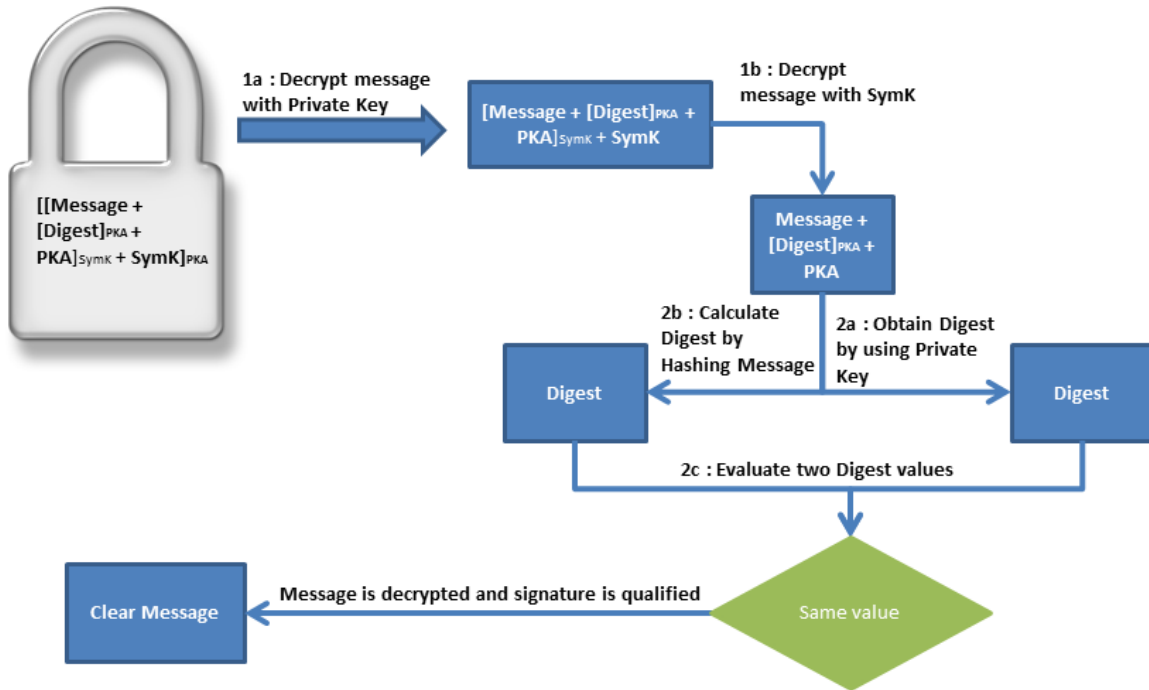 1a : Decrypt message
with Private Key
[[Message +
[Digest]PKA +
PKA]SymK + SymK]PKA
[Message + [Digest]PKA +
PKA]SymK + SymK
1b : Decrypt
message with SymK
Message +
[Digest]PKA +
PKA
2b : Calculate
Digest by
Hashing Message
2a : Obtain Digest
by using Private
Key
Digest
Digest
2c : Evaluate two Digest values
Same value
Message is decrypted and signature is qualified
Clear Message